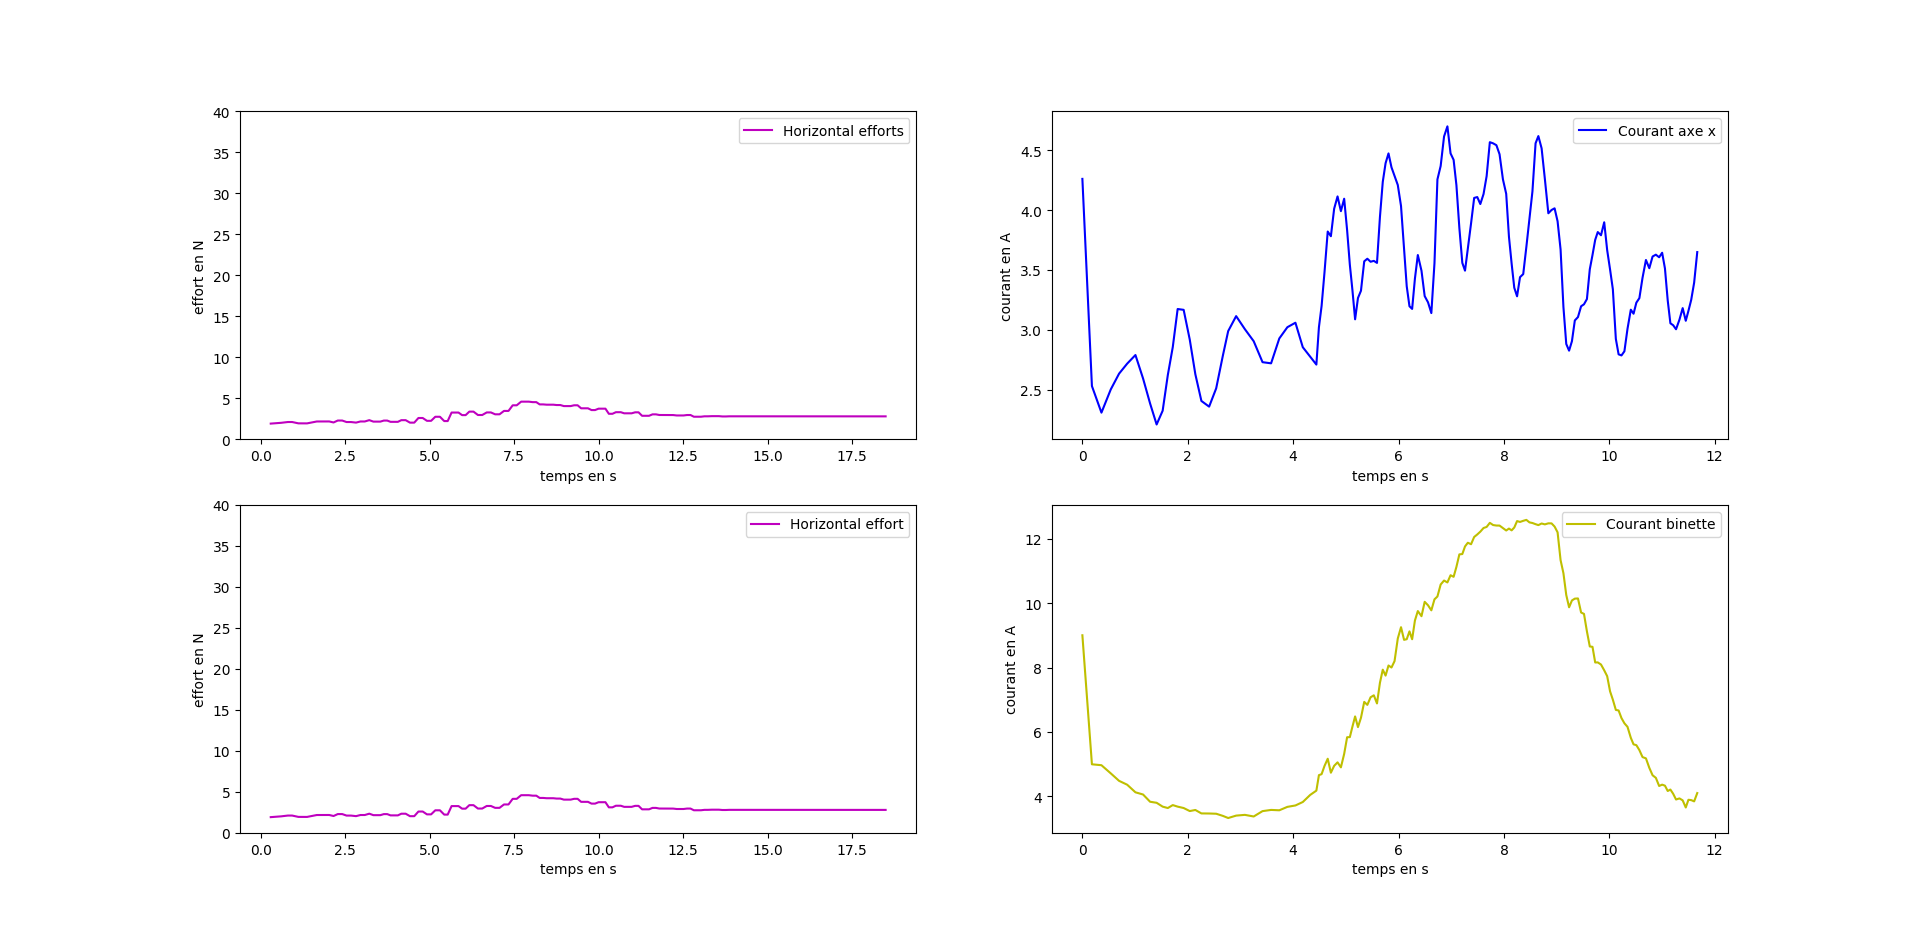 40
35
30
25
20
15
10
5
0
effort en N
Horizontal efforts
0.0 2.5 5.0 7.5 10.0 12.5 15.0 17.5
temps en s
4.5
4.0
3.5
3.0
2.5
courant en A
Courant axe x
0 2 4 6 8 10 12
temps en s
40
35
30
25
20
15
10
5
0
effort en N
Horizontal effort
0.0 2.5 5.0 7.5 10.0 12.5 15.0 17.5
temps en s
12
10
8
6
4
courant en A
Courant binette
0 2 4 6 8 10 12
temps en s